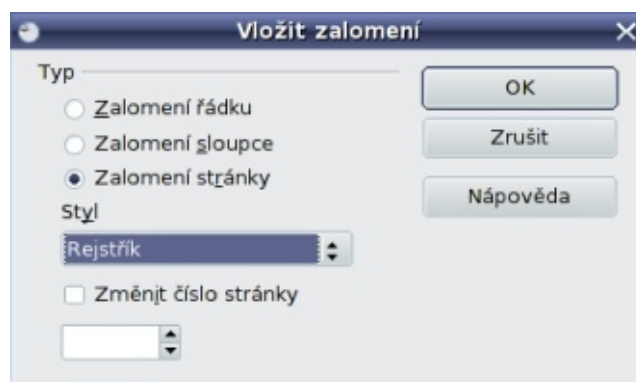 Vložit zalomení
Typ
Zalomení řádku
Zalomení sloupce
Zalomení stránky
Styl
Rejstřík
Změnit číslo stránky
OK
Zrušit
Nápověda